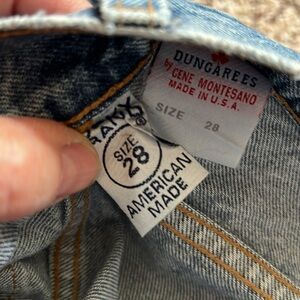 DUNGAREES
by GENE MONTESANO
MADE IN U.S.A.
SIZE 28
SIZE
28
AMERICAN
MADE